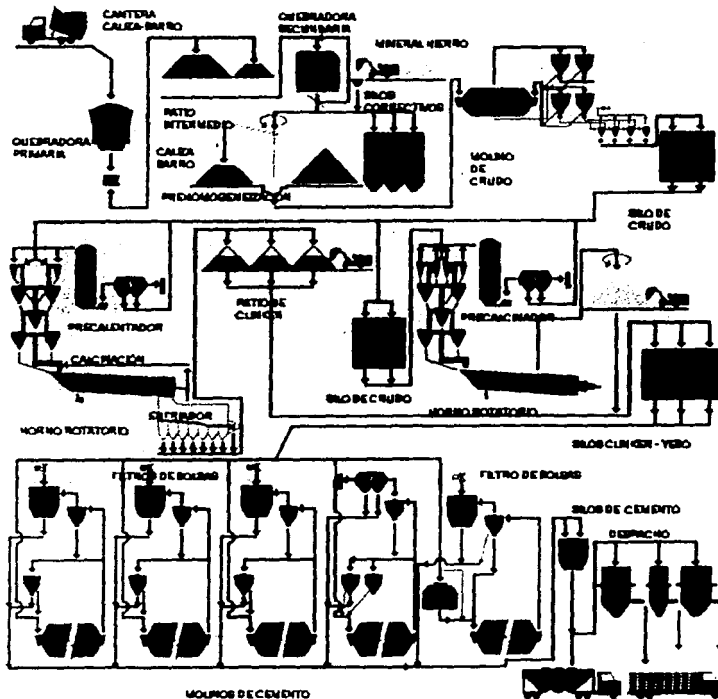 CANTERA
CALIZA-BARRO
QUEBRADORA
SECUNDARIA
MINERAL HIERRO
QUEBRADORA
PRIMARIA
PATIO
INTERMEDIO
SILOS
CORRECTIVOS
CALIZA
BARRO
PREHOMOGENEIZACION
MOLINO
DE
CRUDO
SILO DE
CRUDO
PRECALENTADOR
PATIO DE
CLINKER
PRECALCINADOR
CALCINACIÓN
SILO DE CRUDO
ENFRIADOR
HORNO ROTATORIO
HORNO ROTATORIO
SILOS CLINKER - YESO
FILTRO DE BOLSAS
FILTRO DE BOLSAS
SILOS DE CEMENTO
DESPACHO
MOLINOS DE CEMENTO